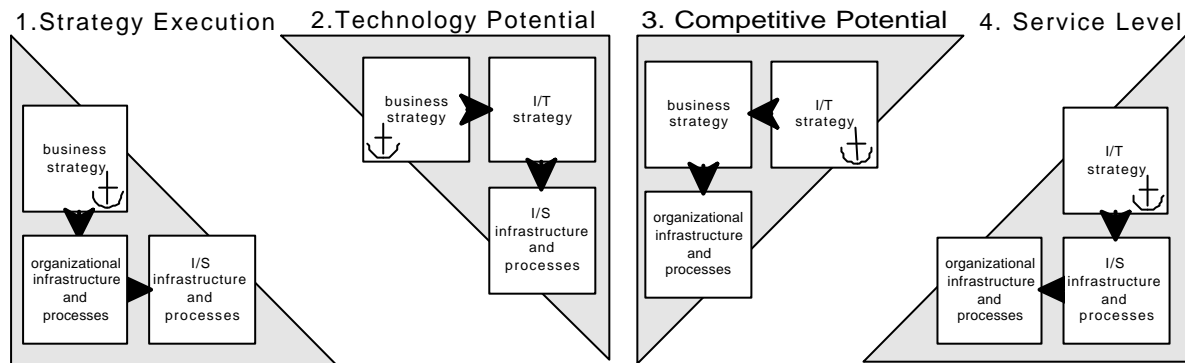 1.Strategy Execution
business
strategy
organizational
infrastructure
and
processes
I/S
infrastructure
and
processes
2.Technology Potential
business
strategy
I/T
strategy
I/S
infrastructure
and
processes
3. Competitive Potential
business
strategy
I/T
strategy
organizational
infrastructure
and
processes
4. Service Level
I/T
strategy
organizational
infrastructure
and
processes
I/S
infrastructure
and
processes